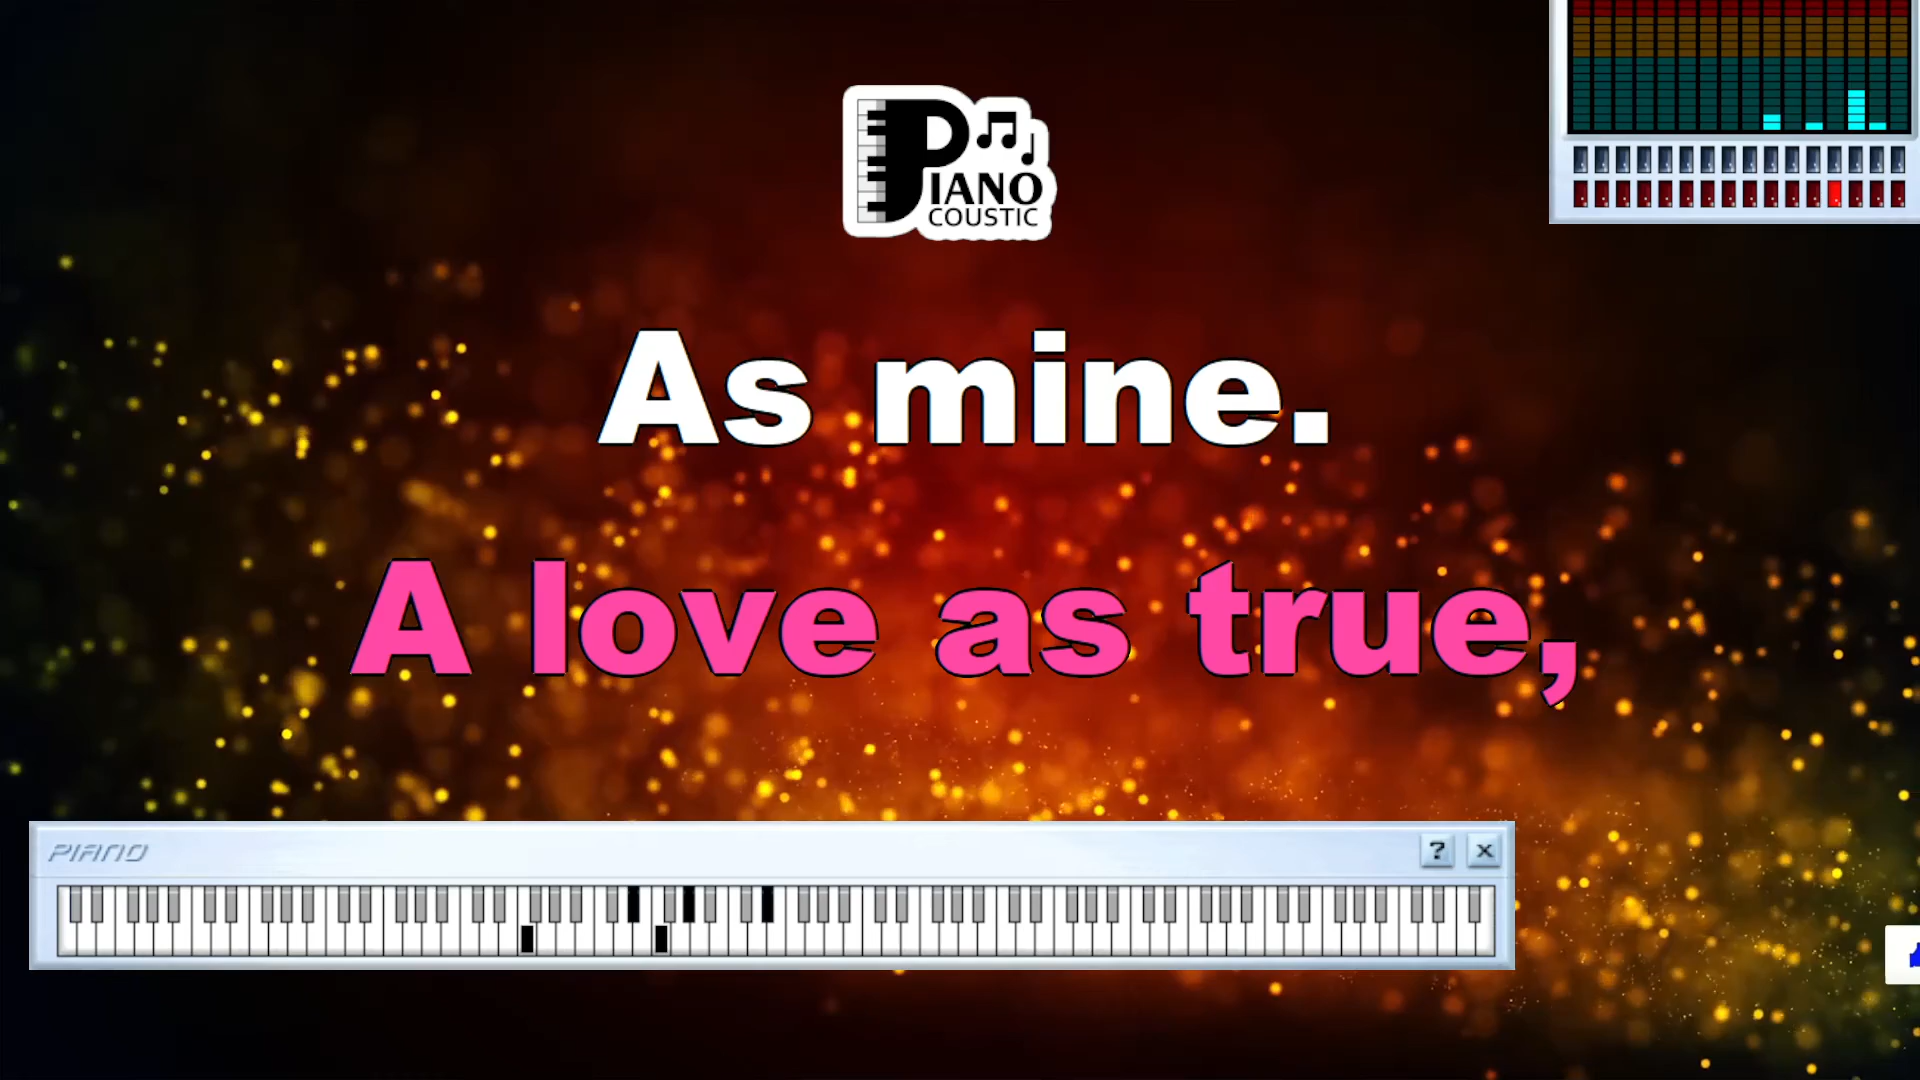 PIANO
COUSTIC
As mine.
A love as true,
PIANO
? X